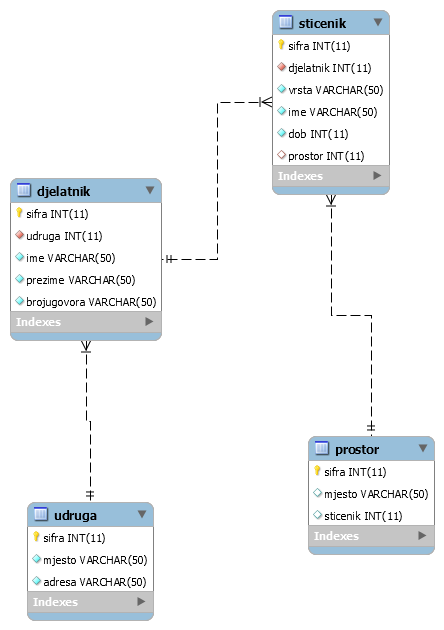 sticenik
sifra INT(11)
djelatnik INT(11)
vrsta VARCHAR(50)
ime VARCHAR(50)
dob INT(11)
prostor INT(11)
Indexes
djelatnik
sifra INT(11)
udruga INT(11)
ime VARCHAR(50)
prezime VARCHAR(50)
brojugovora VARCHAR(50)
Indexes
prostor
sifra INT(11)
mjesto VARCHAR(50)
sticenik INT(11)
Indexes
udruga
sifra INT(11)
mjesto VARCHAR(50)
adresa VARCHAR(50)
Indexes